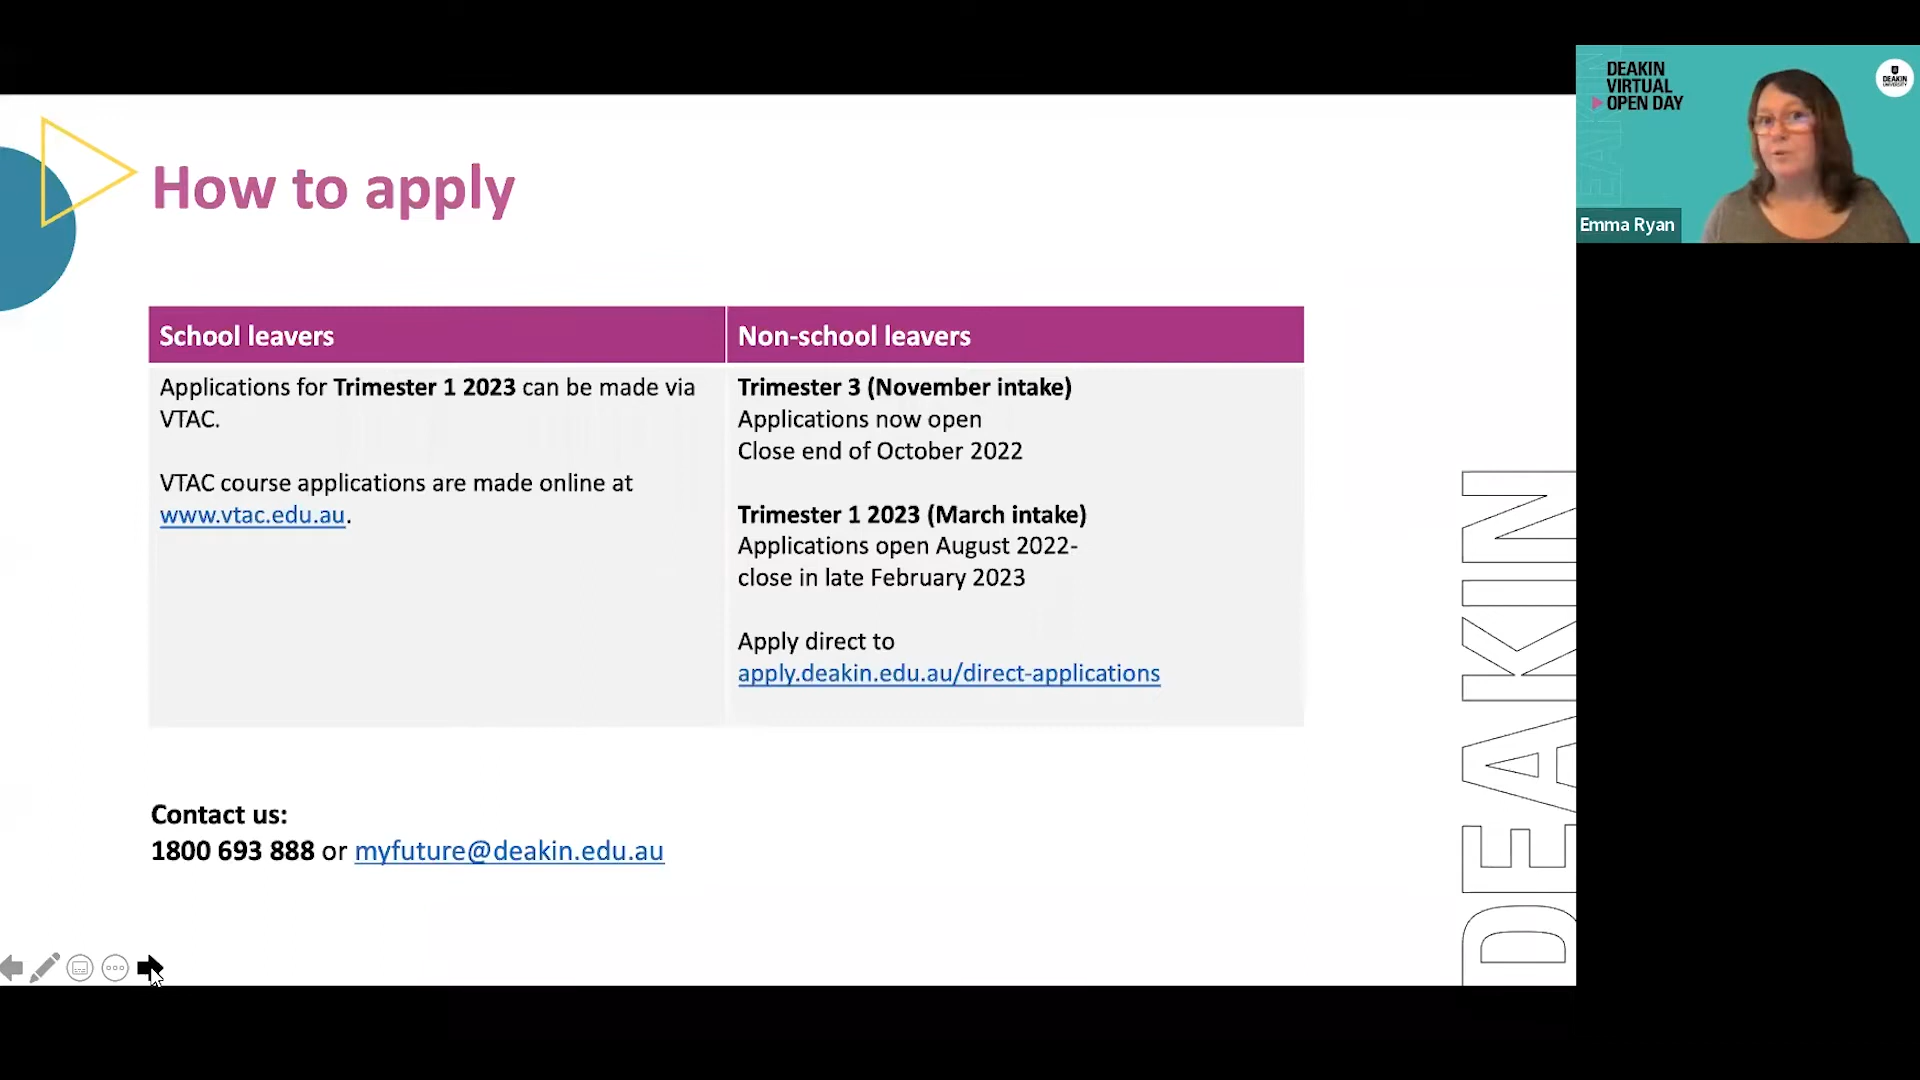 How to apply
School leavers
Non-school leavers
Applications for Trimester 1 2023 can be made via
VTAC.
VTAC course applications are made online at
www.vtac.edu.au.
Trimester 3 (November intake)
Applications now open
Close end of October 2022
Trimester 1 2023 (March intake)
Applications open August 2022-
close in late February 2023
Apply direct to
apply.deakin.edu.au/direct-applications
Contact us:
1800 693 888 or myfuture@deakin.edu.au
DEAKIN
DEAKIN
VIRTUAL
OPEN DAY
DEAKIN
UNIVERSITY
Emma Ryan